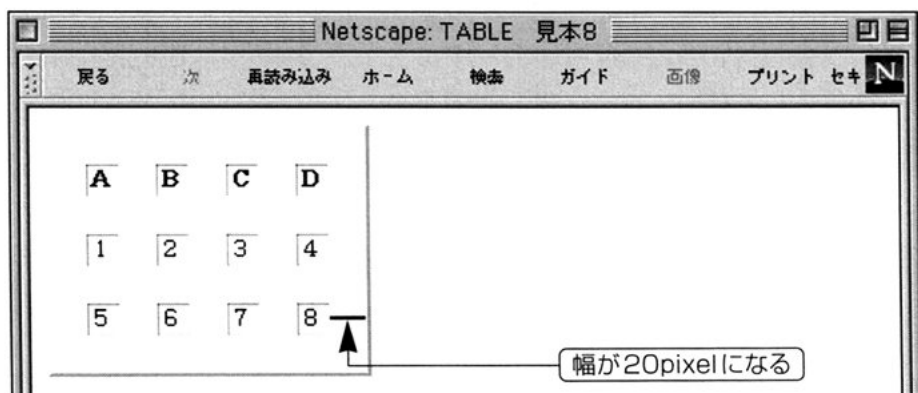 Netscape: TABLE 見本8
戻る 次 再読み込み ホーム 検索 ガイド 画像 プリント セキ N
A B C D
1 2 3 4
5 6 7 8
幅が20pixelになる